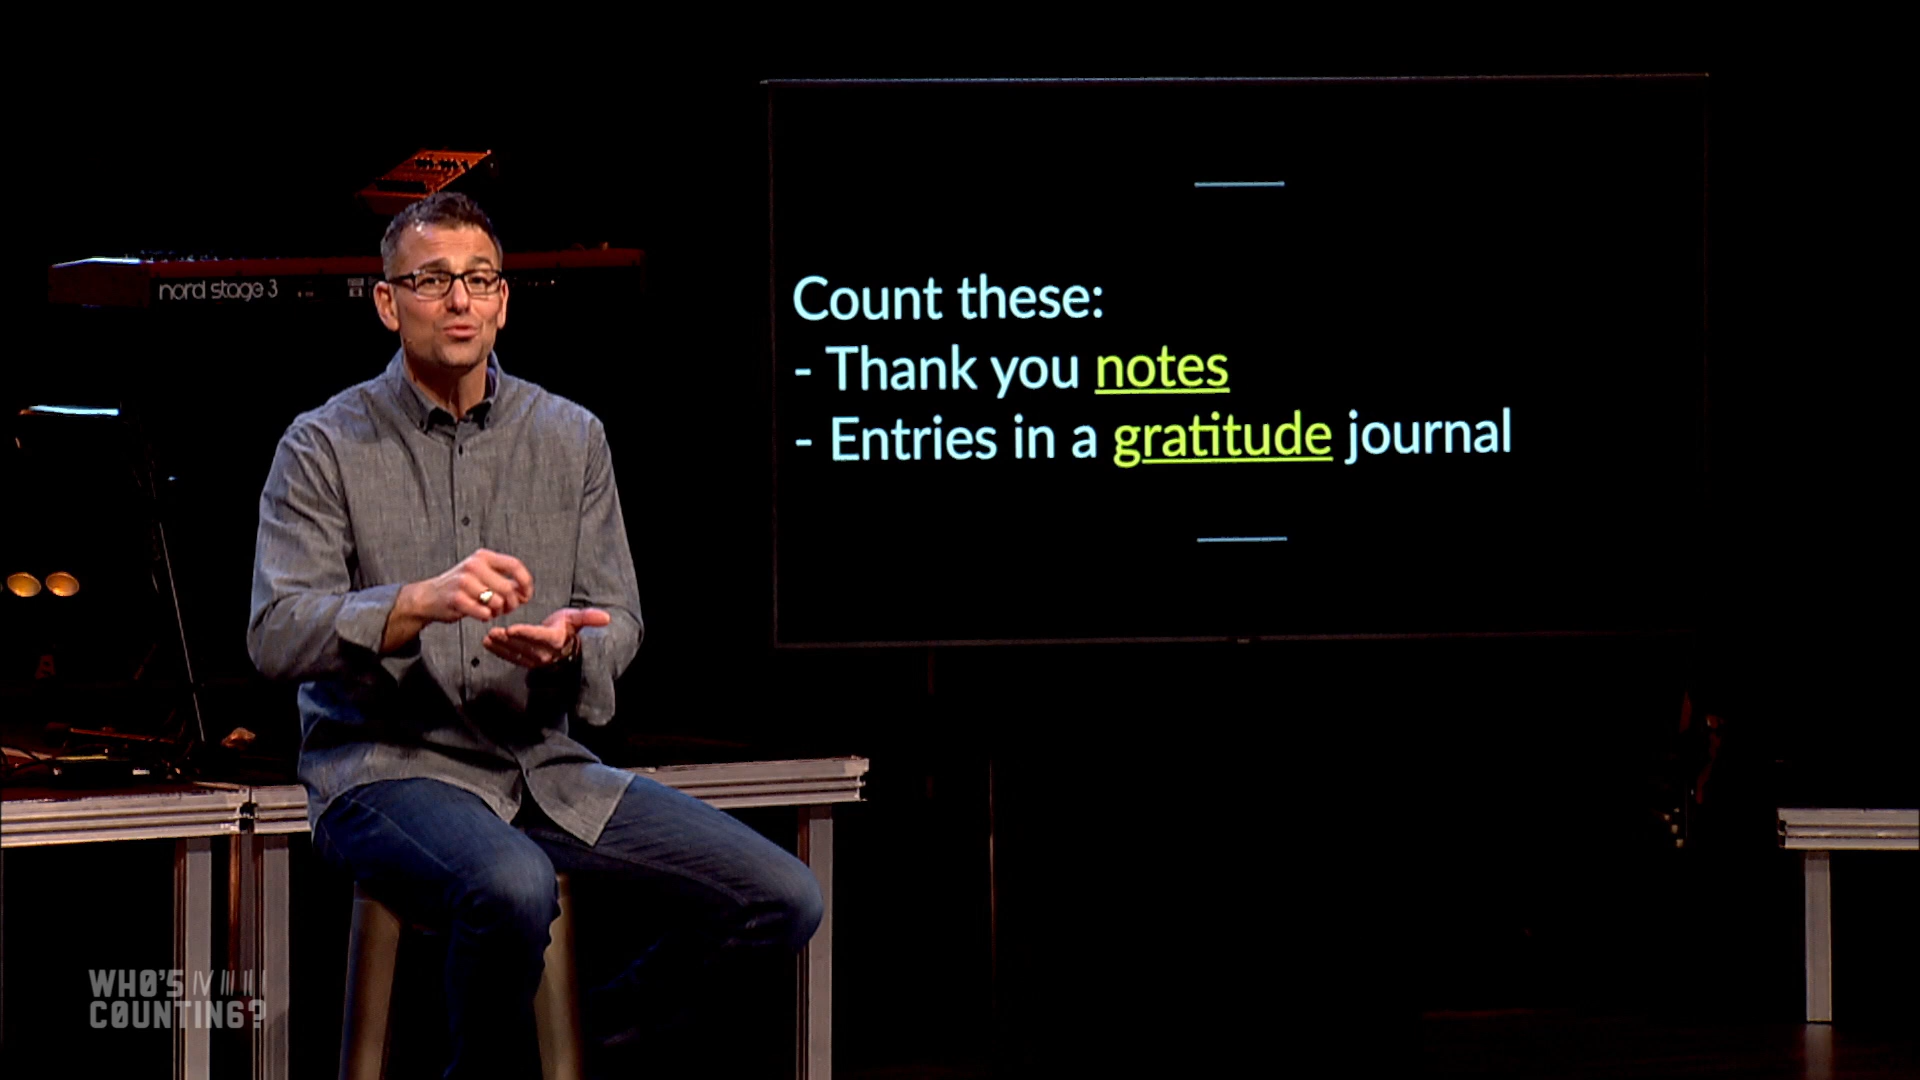 nord stage 3
Count these:
- Thank you notes
- Entries in a gratitude journal
WHO'S
COUNTING?